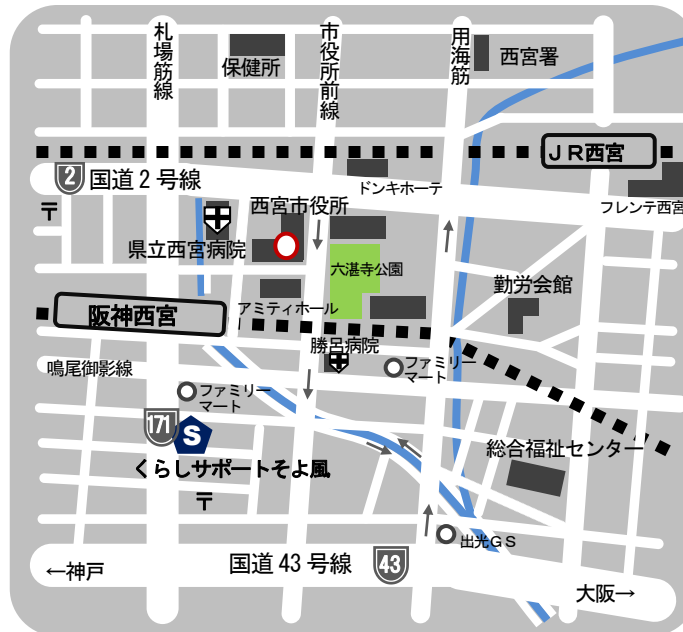 札場筋線
市役所前線
用海筋
保健所
西宮署
JR西宮
2
国道2号線
ドンキホーテ
フレンテ西宮
〒
西宮市役所
県立西宮病院
六湛寺公園
勤労会館
アミティホール
阪神西宮
勝呂病院
鳴尾御影線
ファミリー
マート
ファミリー
マート
171
S
くらしサポートそよ風
総合福祉センター
〒
出光GS
国道43号線
43
←神戸
大阪→